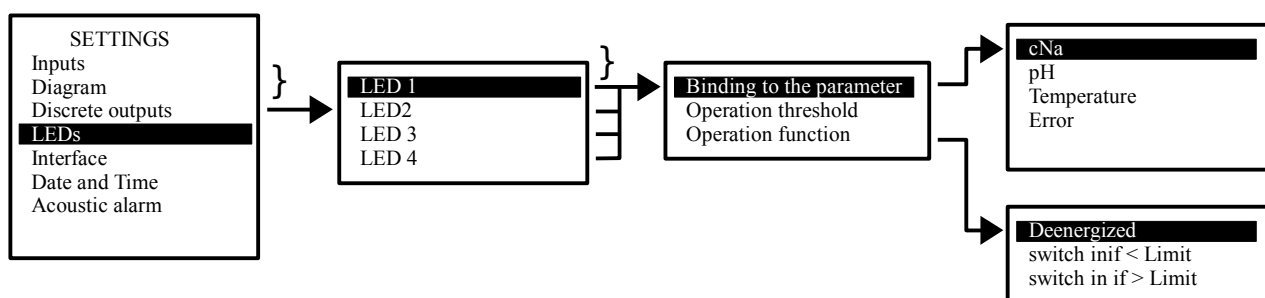 SETTINGS
Inputs
Diagram
Discrete outputs
LEDs
Interface
Date and Time
Acoustic alarm
}
LED 1
LED2
LED 3
LED 4
}
Binding to the parameter
Operation threshold
Operation function
cNa
pH
Temperature
Error
Deenergized
switch inif < Limit
switch in if > Limit